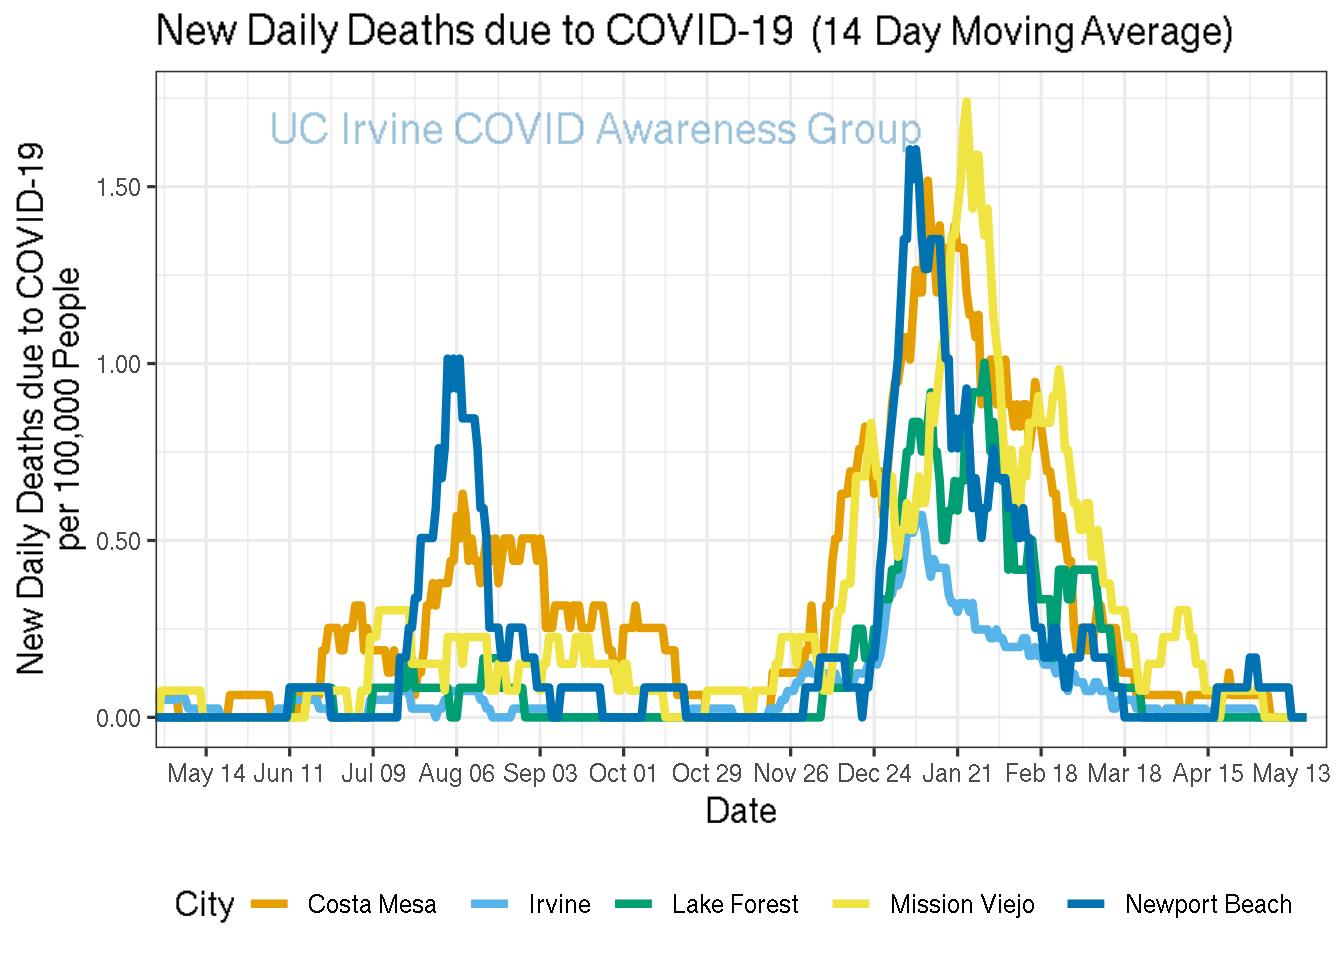 New Daily Deaths due to COVID-19 (14 Day Moving Average)
UC Irvine COVID Awareness Group
New Daily Deaths due to COVID-19
per 100,000 People
1.50
1.00
0.50
0.00
May 14 Jun 11 Jul 09 Aug 06 Sep 03 Oct 01 Oct 29 Nov 26 Dec 24 Jan 21 Feb 18 Mar 18 Apr 15 May 13
Date
City Costa Mesa Irvine Lake Forest Mission Viejo Newport Beach